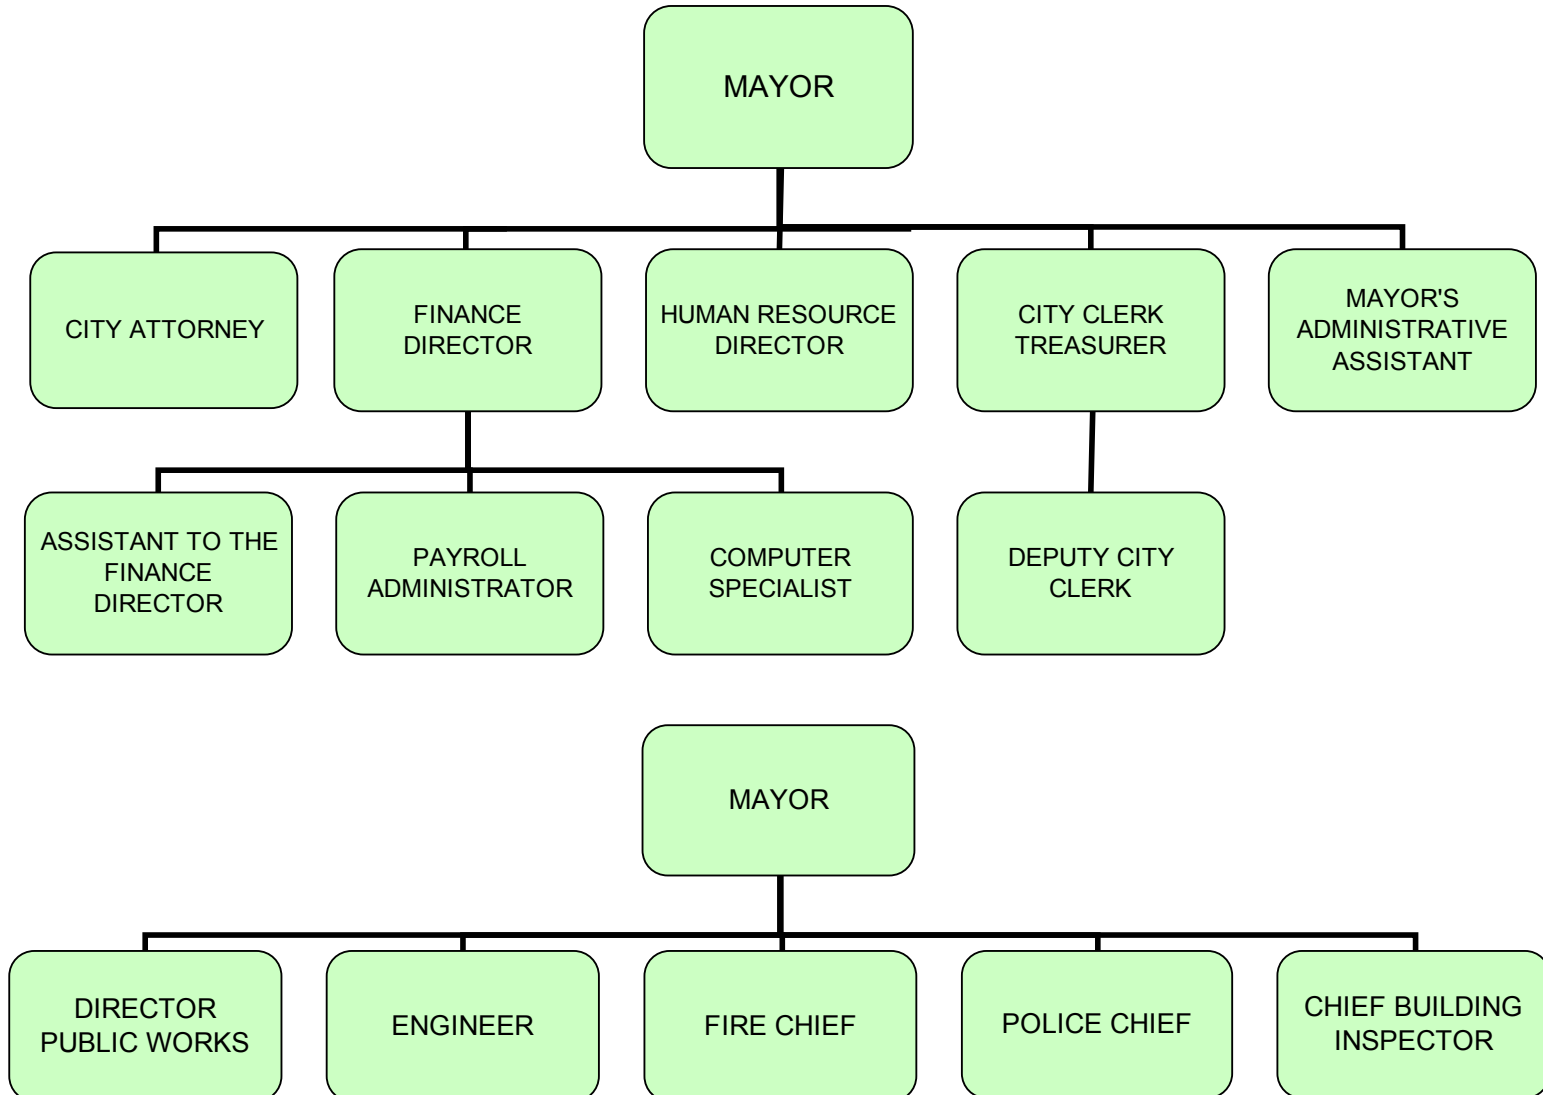 MAYOR
CITY ATTORNEY
FINANCE
DIRECTOR
HUMAN RESOURCE
DIRECTOR
CITY CLERK
TREASURER
MAYOR'S
ADMINISTRATIVE
ASSISTANT
ASSISTANT TO THE
FINANCE
DIRECTOR
PAYROLL
ADMINISTRATOR
COMPUTER
SPECIALIST
DEPUTY CITY
CLERK
MAYOR
DIRECTOR
PUBLIC WORKS
ENGINEER
FIRE CHIEF
POLICE CHIEF
CHIEF BUILDING
INSPECTOR